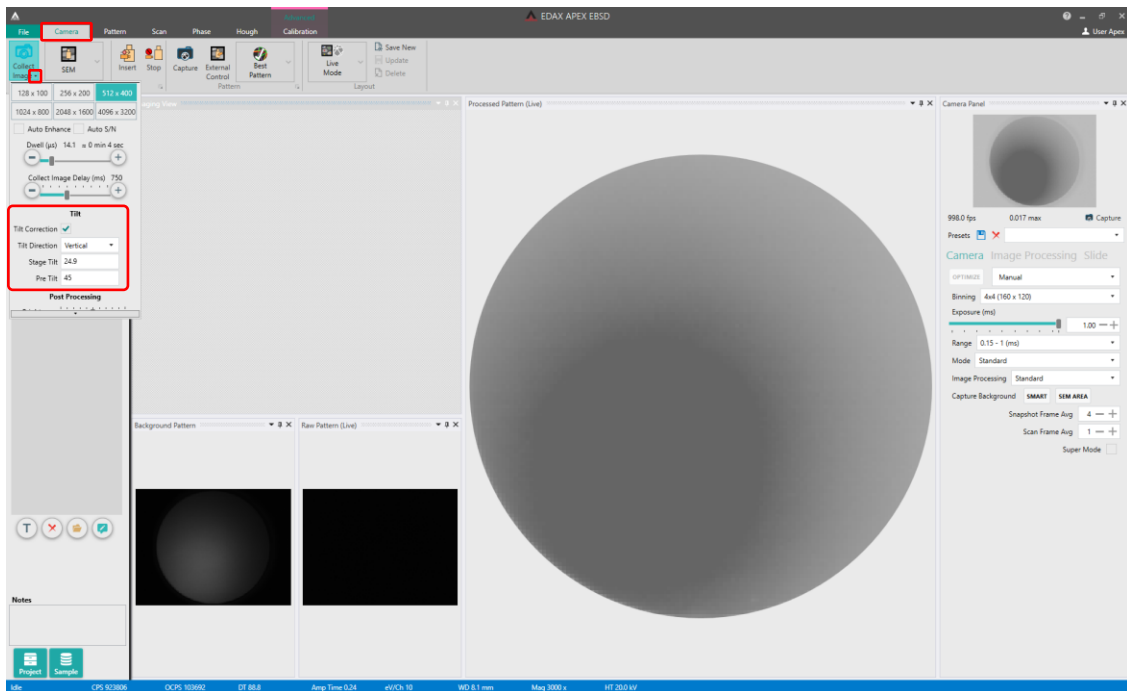 EDAX APEX EBSD
Advanced
File Camera Pattern Scan Phase Hough Calibration
User Apex
Collect Image
SEM
Insert
Stop
Capture
External Control
Best Pattern
Pattern
Live Mode
Save New
Update
Delete
Layout
128 x 100 256 x 200 512 x 400
1024 x 800 2048 x 1600 4096 x 3200
Auto Enhance Auto S/N
Dwell (µs) 14.1 = 0 min 4 sec
Collect Image Delay (ms) 750
Tilt
Tilt Correction
Tilt Direction Vertical
Stage Tilt 24.9
Pre Tilt 45
Post Processing
Background Pattern
Raw Pattern (Live)
Processed Pattern (Live)
Camera Panel
998.0 fps 0.017 max Capture
Presets
Camera Image Processing Slide
OPTIMIZE Manual
Binning 4x4 (160 x 120)
Exposure (ms)
1.00
Range 0.15 - 1 (ms)
Mode Standard
Image Processing Standard
Capture Background SMART SEM AREA
Snapshot Frame Avg 4
Scan Frame Avg 1
Super Mode
T
Notes
Project Sample
Idle CPS 923806 OCPS 103692 DT 88.8 Amp Time 0.24 eV/Ch 10 WD 8.1 mm Mag 3000 x HT 20.0 kV